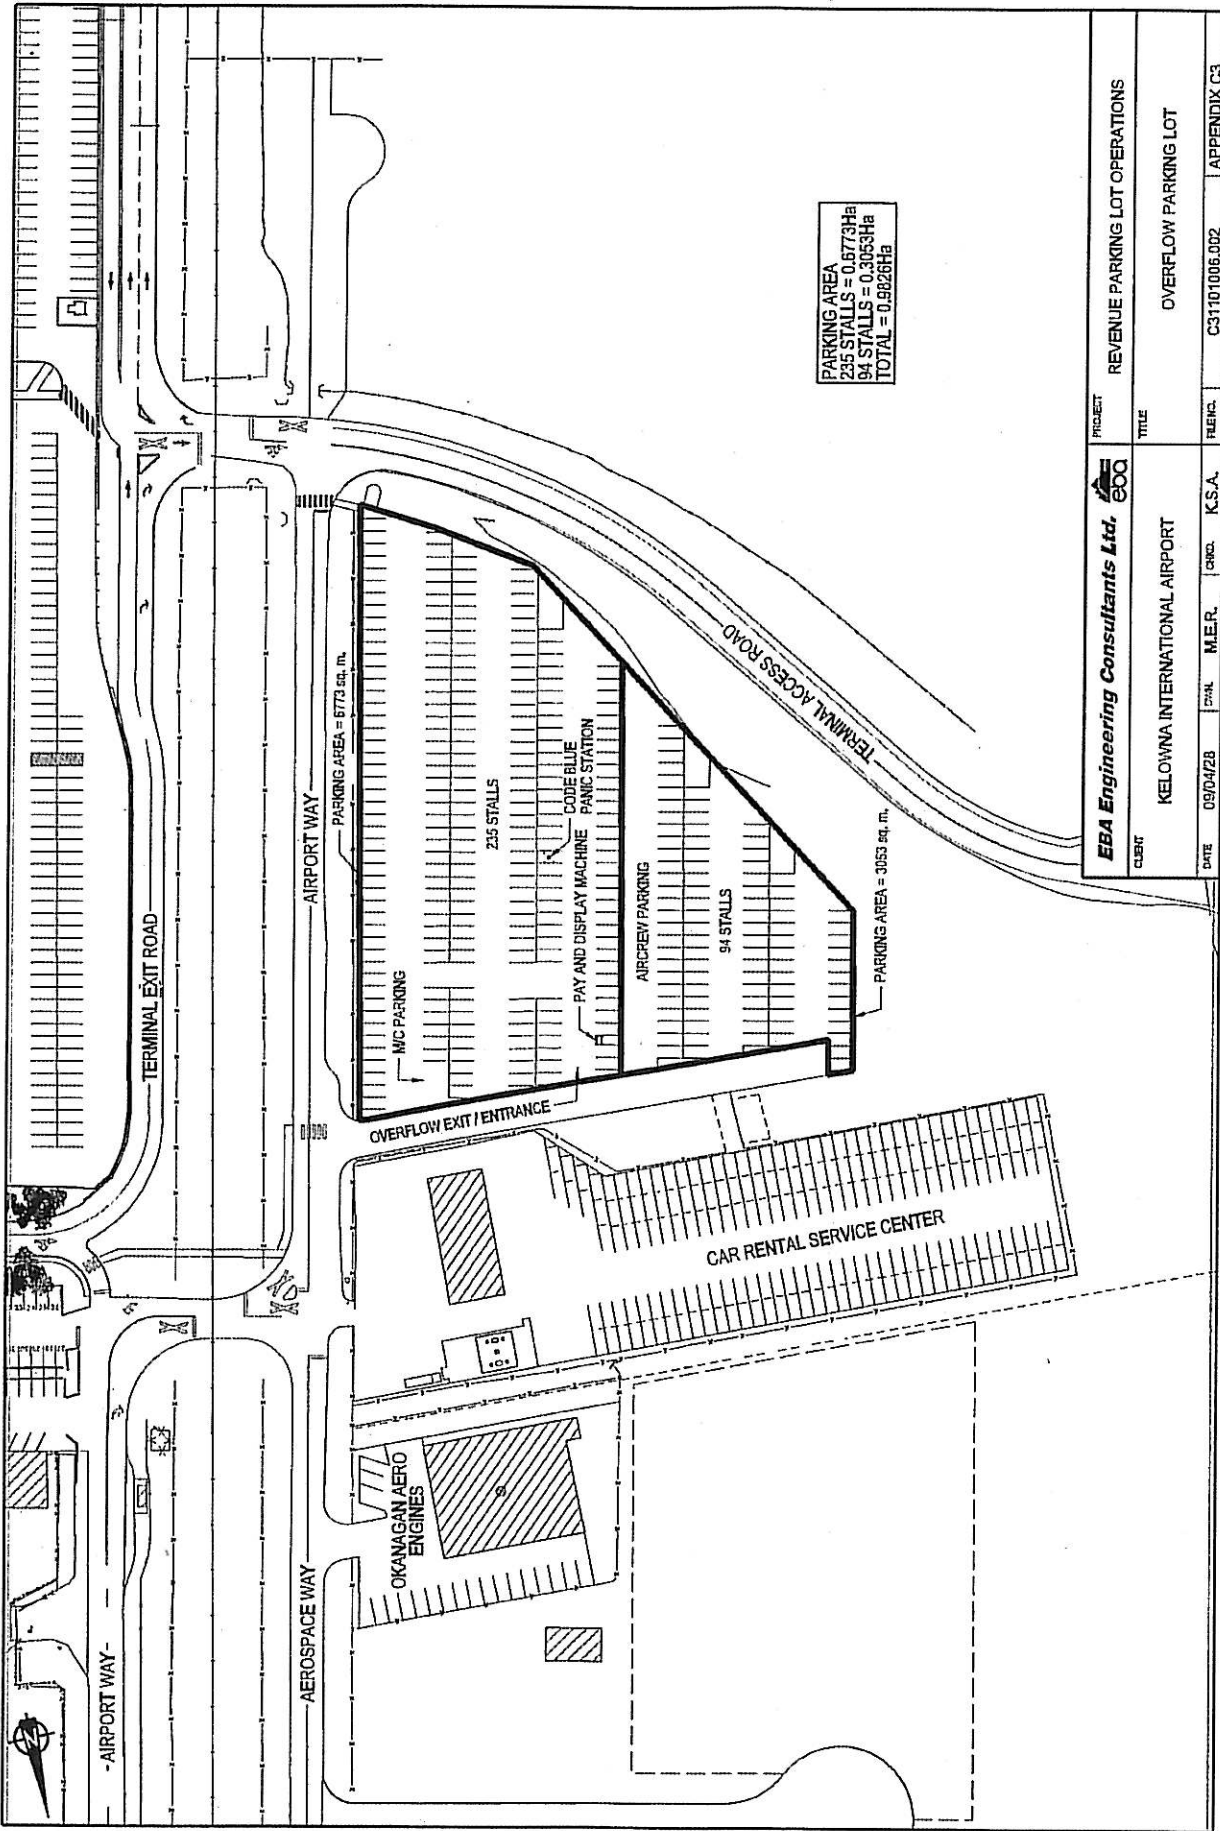 -AIRPORT WAY-
TERMINAL EXIT ROAD
AEROSPACE WAY
AIRPORT WAY
PARKING AREA = 6773 sq. m.
OKANAGAN AERO
ENGINES
M/C PARKING
OVERFLOW EXIT / ENTRANCE
235 STALLS
CODE BLUE
PANIC STATION
PAY AND DISPLAY MACHINE
AIRCREW PARKING
94 STALLS
TERMINAL ACCESS ROAD
CAR RENTAL SERVICE CENTER
PARKING AREA = 3053 sq. m.
PARKING AREA
235 STALLS = 0.6773Ha
94 STALLS = 0.3053Ha
TOTAL = 0.9826Ha
EBA Engineering Consultants Ltd. eba
PROJECT
REVENUE PARKING LOT OPERATIONS
CLIENT
KELOWNA INTERNATIONAL AIRPORT
TITLE
OVERFLOW PARKING LOT
DATE 09/04/28 DWN. M.E.R. CHKD. K.S.A. FILE NO. C31101006.002 APPENDIX C3